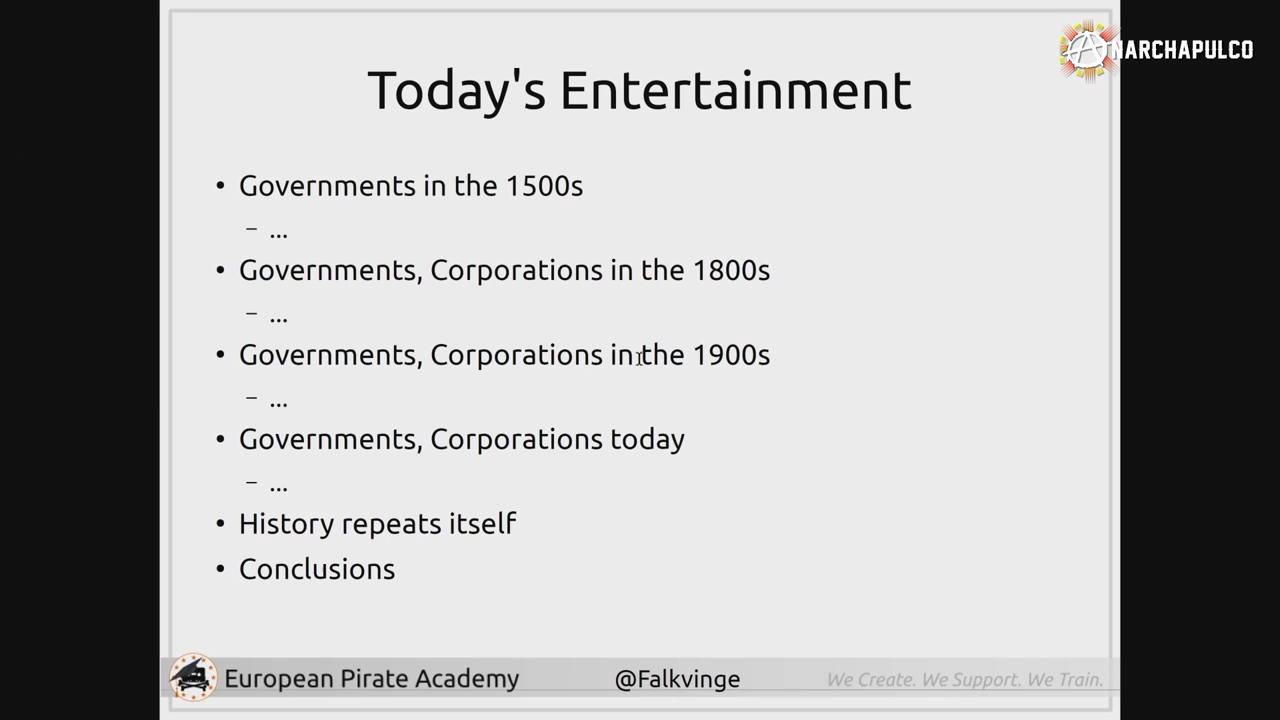 ANARCHAPULCO
Today's Entertainment
• Governments in the 1500s
– ...
• Governments, Corporations in the 1800s
– ...
• Governments, Corporations in the 1900s
– ...
• Governments, Corporations today
– ...
• History repeats itself
• Conclusions
European Pirate Academy @Falkvinge We Create. We Support. We Train.